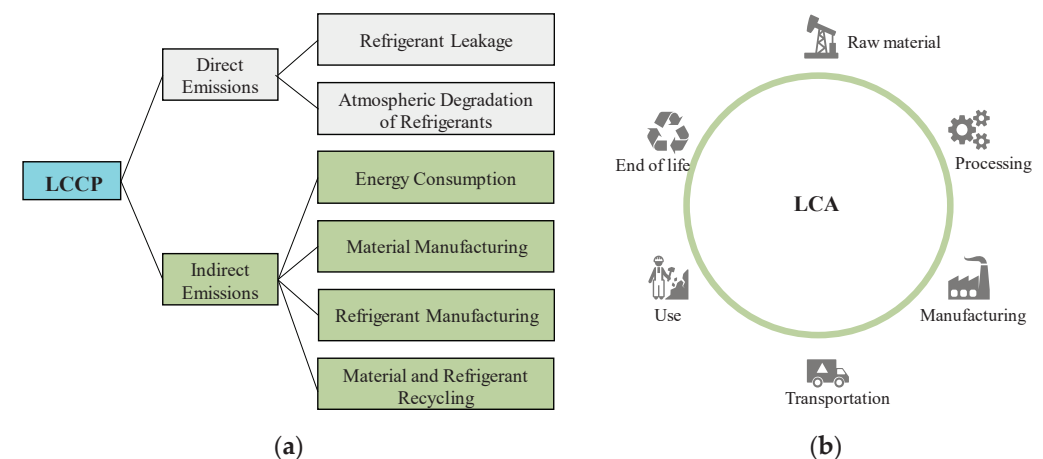 LCCP
Direct
Emissions
Refrigerant Leakage
Atmospheric Degradation
of Refrigerants
Indirect
Emissions
Energy Consumption
Material Manufacturing
Refrigerant Manufacturing
Material and Refrigerant
Recycling
(a)
LCA
Raw material
Processing
Manufacturing
Transportation
Use
End of life
(b)